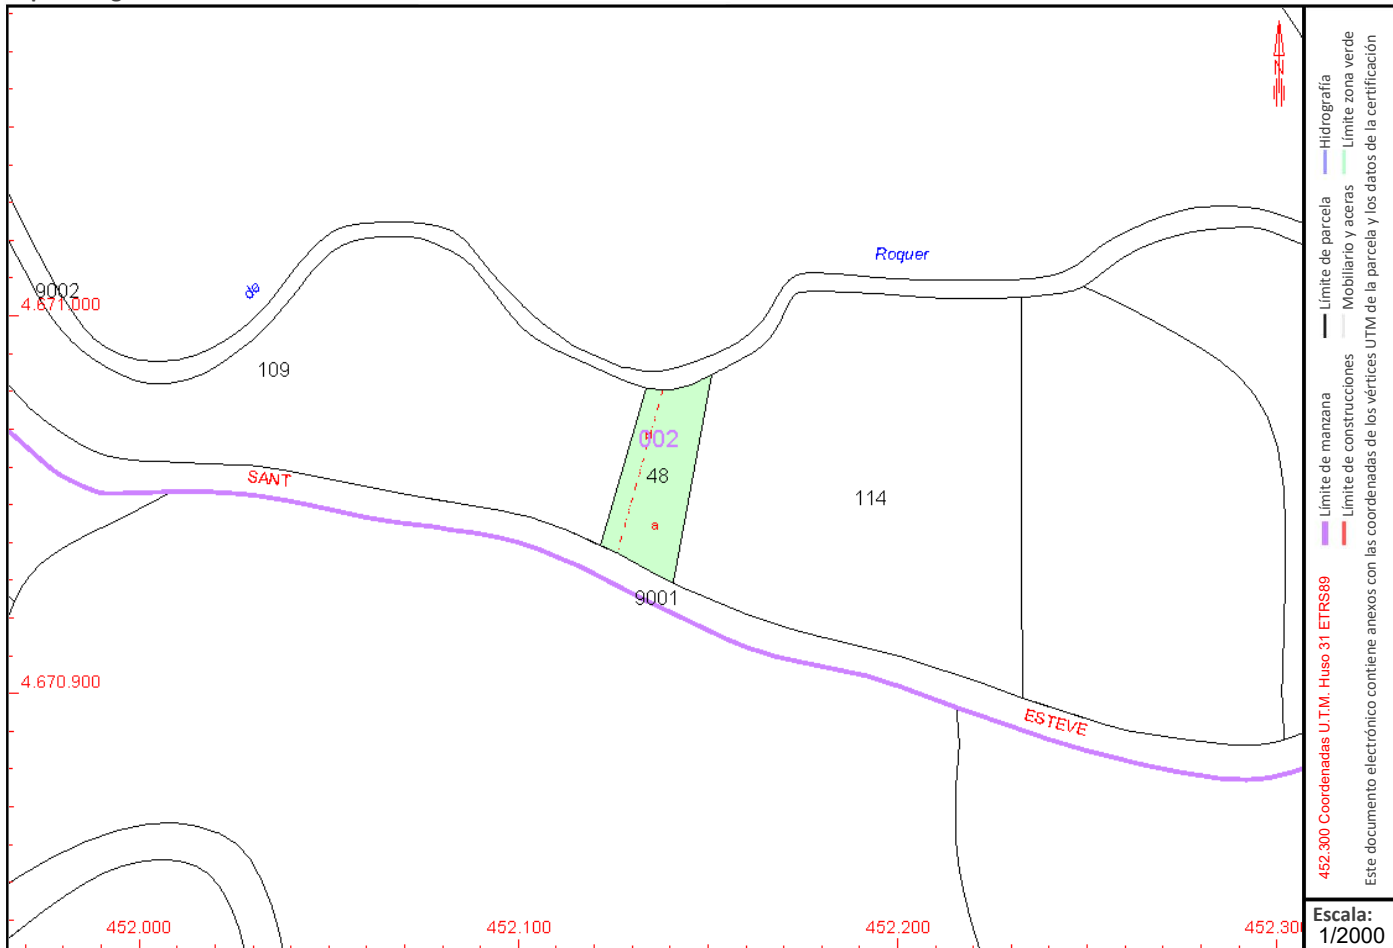 N
Roquer
de
9002
4.671.000
109
002
48
a
SANT
114
9001
4.670.900
ESTEVE
452.000
452.100
452.200
452.300
Hidrografía
Límite zona verde
Límite de parcela
Mobiliario y aceras
Límite de manzana
Límite de construcciones
452.300 Coordenadas U.T.M. Huso 31 ETRS89
Este documento electrónico contiene anexos con las coordenadas de los vértices UTM de la parcela y los datos de la certificación
Escala:
1/2000